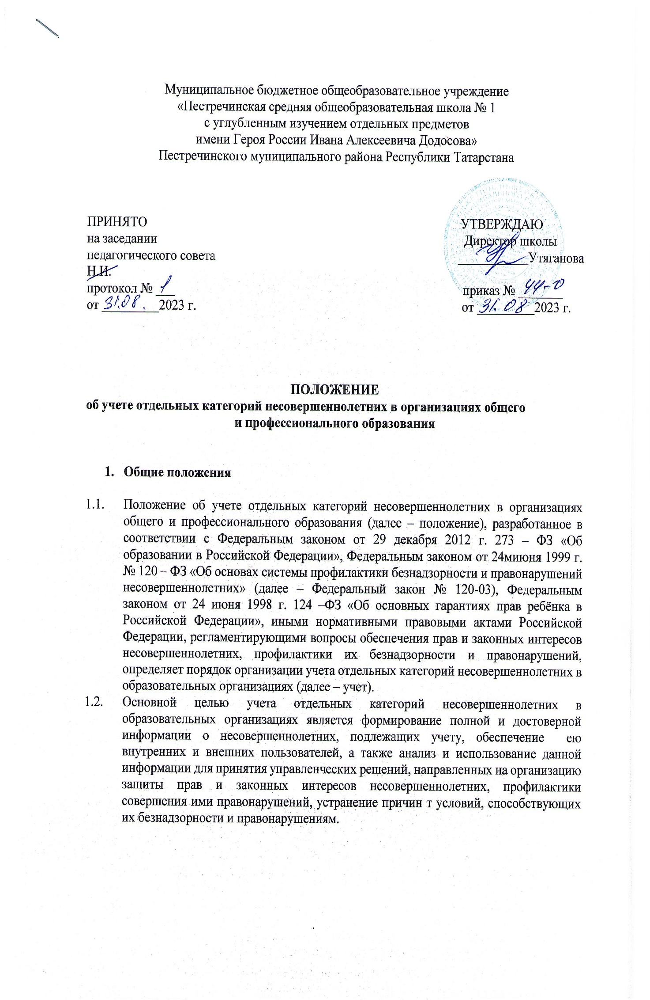 Муниципальное бюджетное общеобразовательное учреждение
«Пестречинская средняя общеобразовательная школа № 1
с углубленным изучением отдельных предметов
имени Героя России Ивана Алексеевича Додосова»
Пестречинского муниципального района Республики Татарстана
ПРИНЯТО
на заседании
педагогического совета
Н.И.
протокол № 1
от 31.08. 2023 г.
УТВЕРЖДАЮ
Директор школы
Утяганова
приказ № 44-О
от 31.08 2023 г.
ПОЛОЖЕНИЕ
об учете отдельных категорий несовершеннолетних в организациях общего
и профессионального образования
1. Общие положения
1.1. Положение об учете отдельных категорий несовершеннолетних в организациях
общего и профессионального образования (далее – положение), разработанное в
соответствии с Федеральным законом от 29 декабря 2012 г. 273 – ФЗ «Об
образовании в Российской Федерации», Федеральным законом от 24миюня 1999 г.
№ 120 – ФЗ «Об основах системы профилактики безнадзорности и правонарушений
несовершеннолетних» (далее – Федеральный закон № 120-03), Федеральным
законом от 24 июня 1998 г. 124 –ФЗ «Об основных гарантиях прав ребёнка в
Российской Федерации», иными нормативными правовыми актами Российской
Федерации, регламентирующими вопросы обеспечения прав и законных интересов
несовершеннолетних, профилактики их безнадзорности и правонарушений,
определяет порядок организации учета отдельных категорий несовершеннолетних в
образовательных организациях (далее – учет).
1.2. Основной целью учета отдельных категорий несовершеннолетних в
образовательных организациях является формирование полной и достоверной
информации о несовершеннолетних, подлежащих учету, обеспечение ею
внутренних и внешних пользователей, а также анализ и использование данной
информации для принятия управленческих решений, направленных на организацию
защиты прав и законных интересов несовершеннолетних, профилактики
совершения ими правонарушений, устранение причин т условий, способствующих
их безнадзорности и правонарушениям.